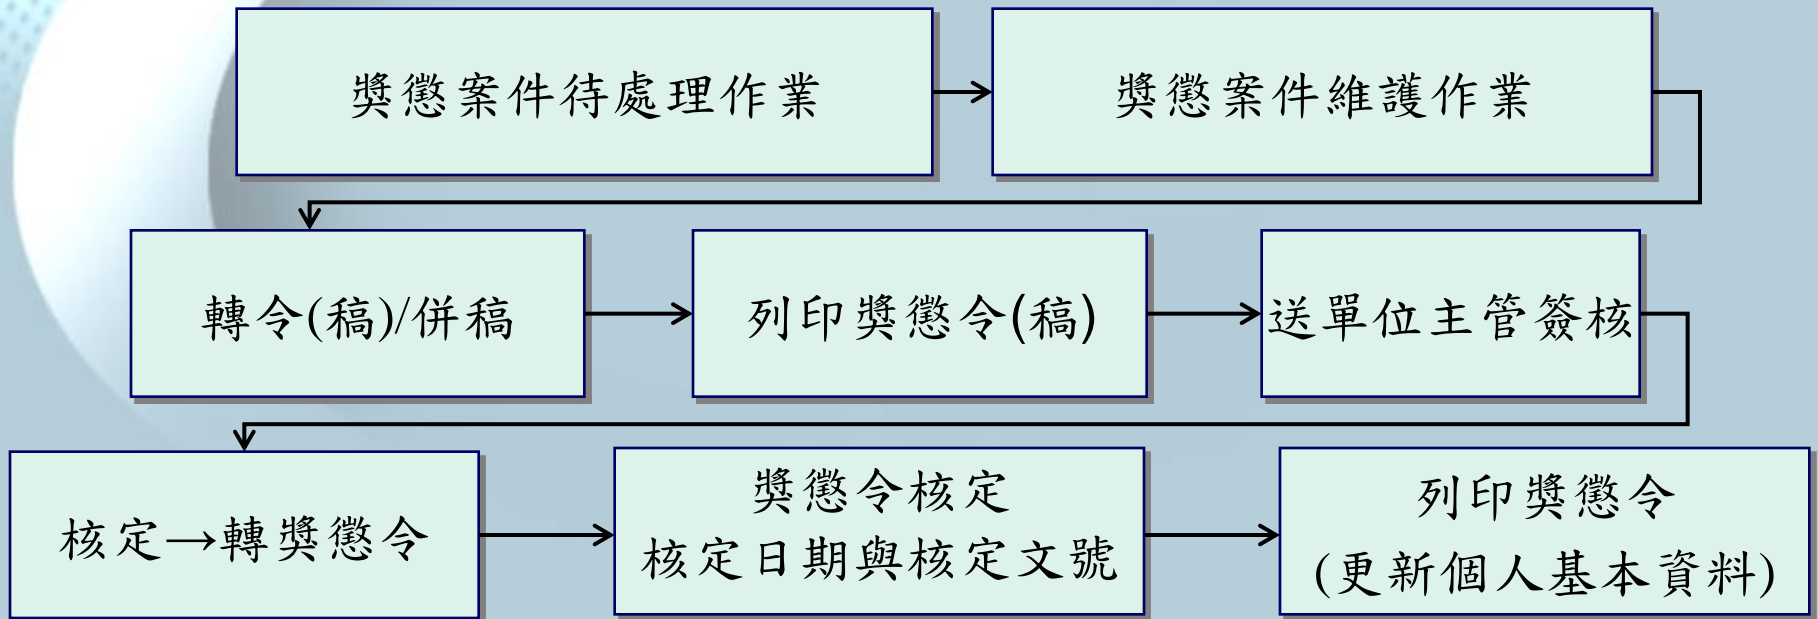 獎懲案件待處理作業
獎懲案件維護作業
轉令(稿)/併稿
列印獎懲令(稿)
送單位主管簽核
核定→轉獎懲令
獎懲令核定
核定日期與核定文號
列印獎懲令
(更新個人基本資料)